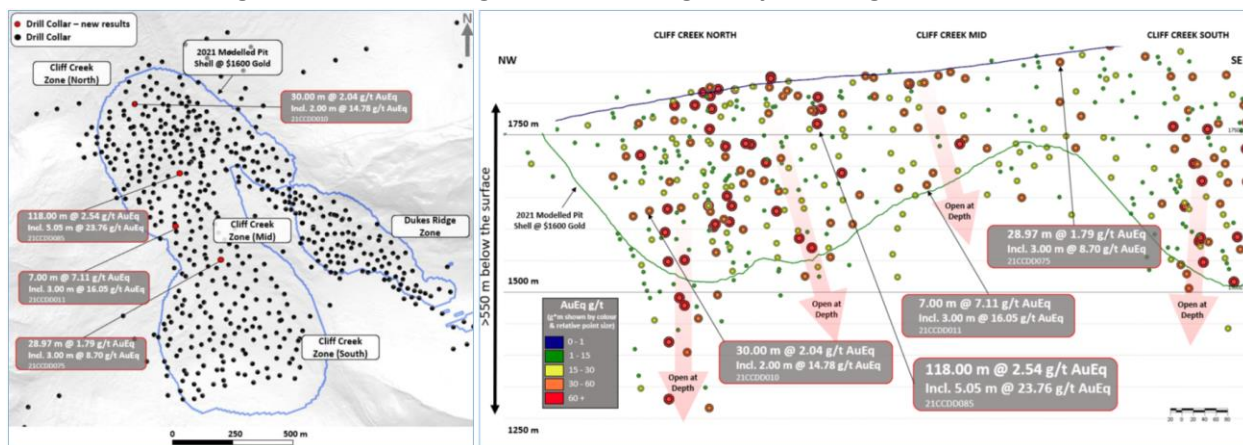 Drill Collar – new results
Drill Collar
N
2021 Modelled Pit
Shell @ $1600 Gold
Cliff Creek
Zone (North)
30.00 m @ 2.04 g/t AuEq
Incl. 2.00 m @ 14.78 g/t AuEq
21CCDD010
118.00 m @ 2.54 g/t AuEq
Incl. 5.05 m @ 23.76 g/t AuEq
21CCDD085
Cliff Creek
Zone (Mid)
Dukes Ridge
Zone
7.00 m @ 7.11 g/t AuEq
Incl. 3.00 m @ 16.05 g/t AuEq
21CCDD011
28.97 m @ 1.79 g/t AuEq
Incl. 3.00 m @ 8.70 g/t AuEq
21CCDD075
Cliff Creek
Zone (South)
0 250 500 m
CLIFF CREEK NORTH
CLIFF CREEK MID
CLIFF CREEK SOUTH
NW
SE
>550 m below the surface
1750 m
2021 Modelled Pit
Shell @ $1600 Gold
Open at
Depth
28.97 m @ 1.79 g/t AuEq
Incl. 3.00 m @ 8.70 g/t AuEq
21CCDD075
1500 m
AuEq g/t
(g*m shown by colour
& relative point size)
0 - 1
1 - 15
15 - 30
30 - 60
60 +
Open at
Depth
7.00 m @ 7.11 g/t AuEq
Incl. 3.00 m @ 16.05 g/t AuEq
21CCDD011
Open at
Depth
30.00 m @ 2.04 g/t AuEq
Incl. 2.00 m @ 14.78 g/t AuEq
21CCDD010
118.00 m @ 2.54 g/t AuEq
Incl. 5.05 m @ 23.76 g/t AuEq
21CCDD085
Open at
Depth
1250 m
20 0 20 40 60 80